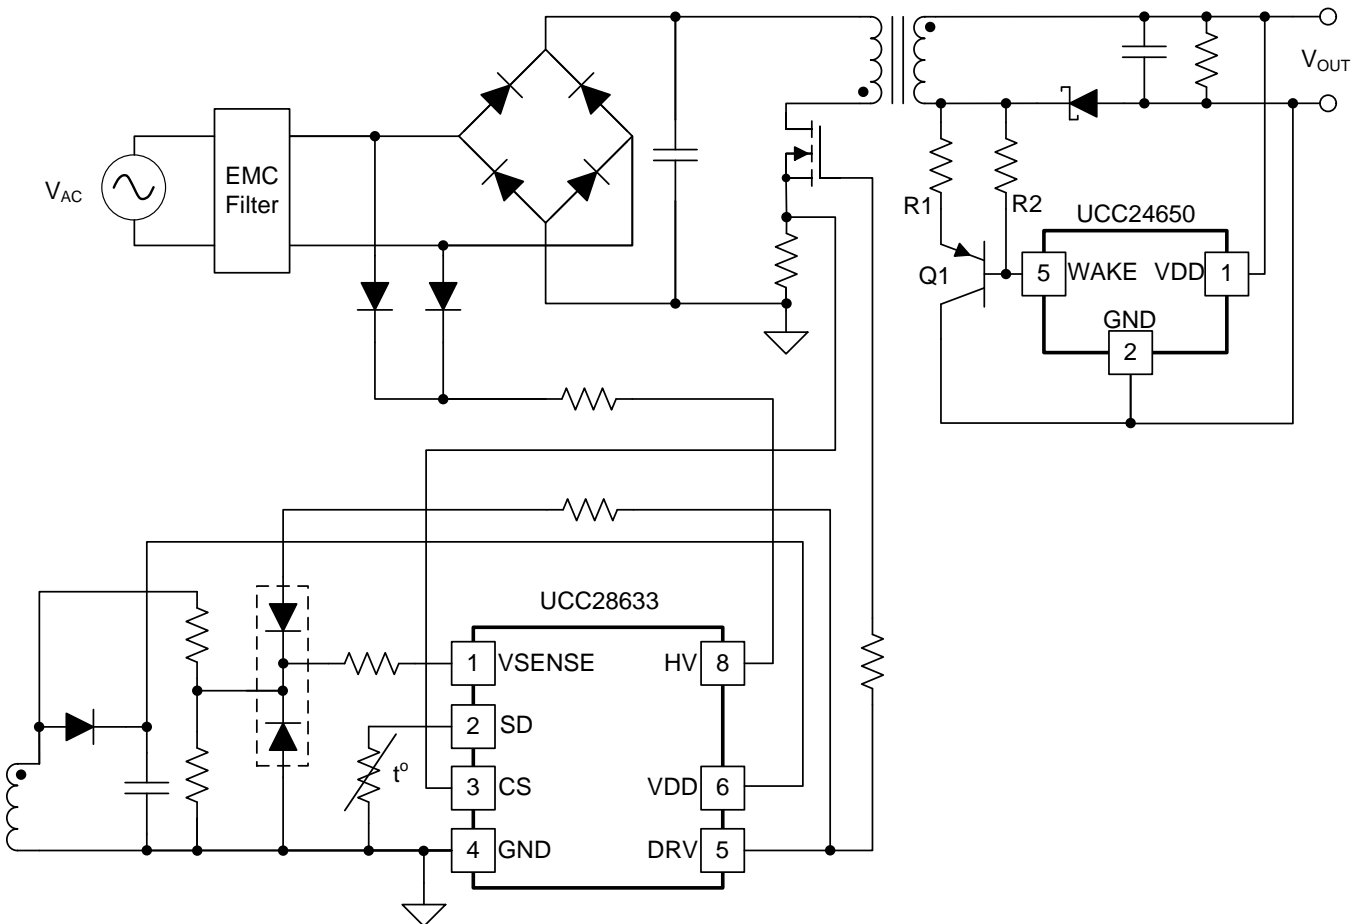 V_OUT
EMC
Filter
V_AC
R1
R2
UCC24650
Q1
5
WAKE
VDD
1
GND
2
UCC28633
1
VSENSE
HV
8
2
SD
t°
3
CS
VDD
6
4
GND
DRV
5